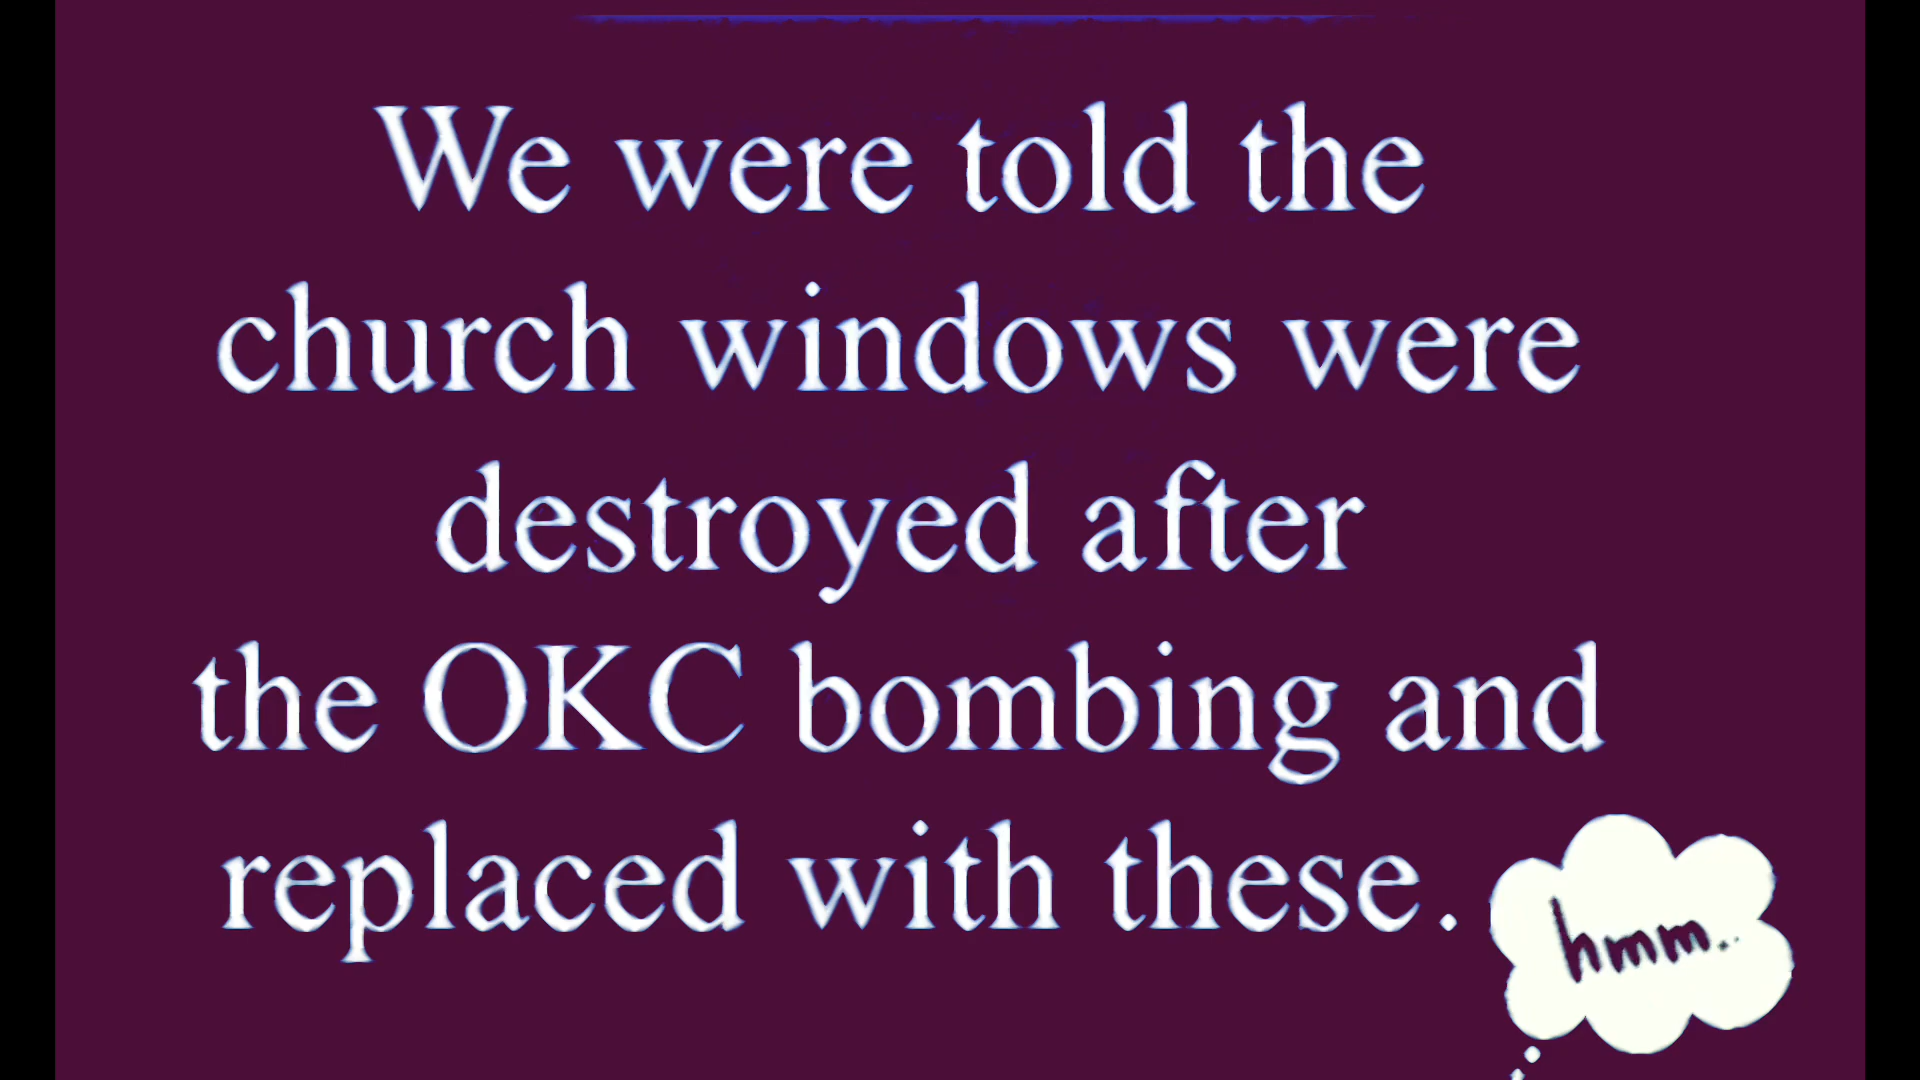 We were told the
church windows were
destroyed after
the OKC bombing and
replaced with these.
hmm...